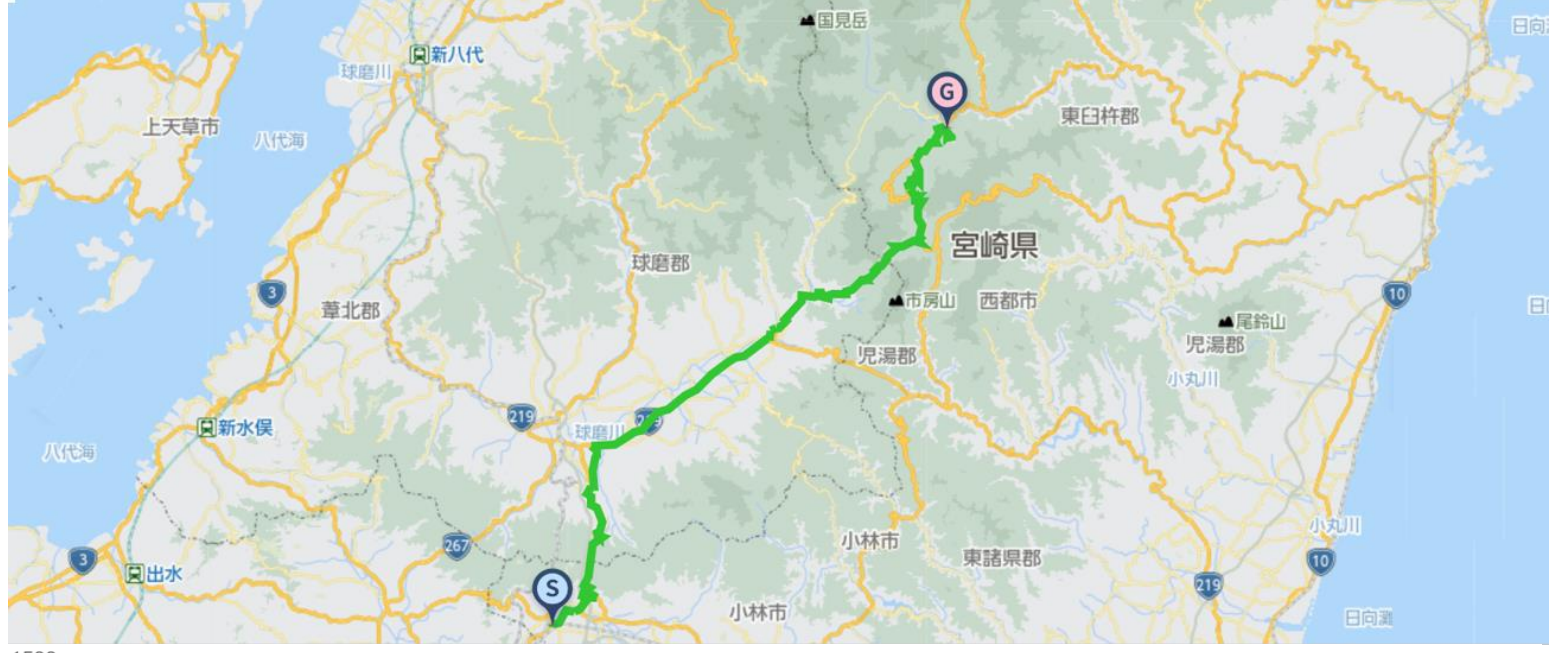 国見岳
日向
新八代
球磨川
G
上天草市
東臼杵郡
八代海
宮崎県
球磨郡
3
葦北郡
市房山
西都市
10
日
尾鈴山
児湯郡
児湯郡
小丸川
219
219
新水俣
球磨川
八代海
小丸川
267
小林市
東諸県郡
3
出水
10
S
219
小林市
日向灘